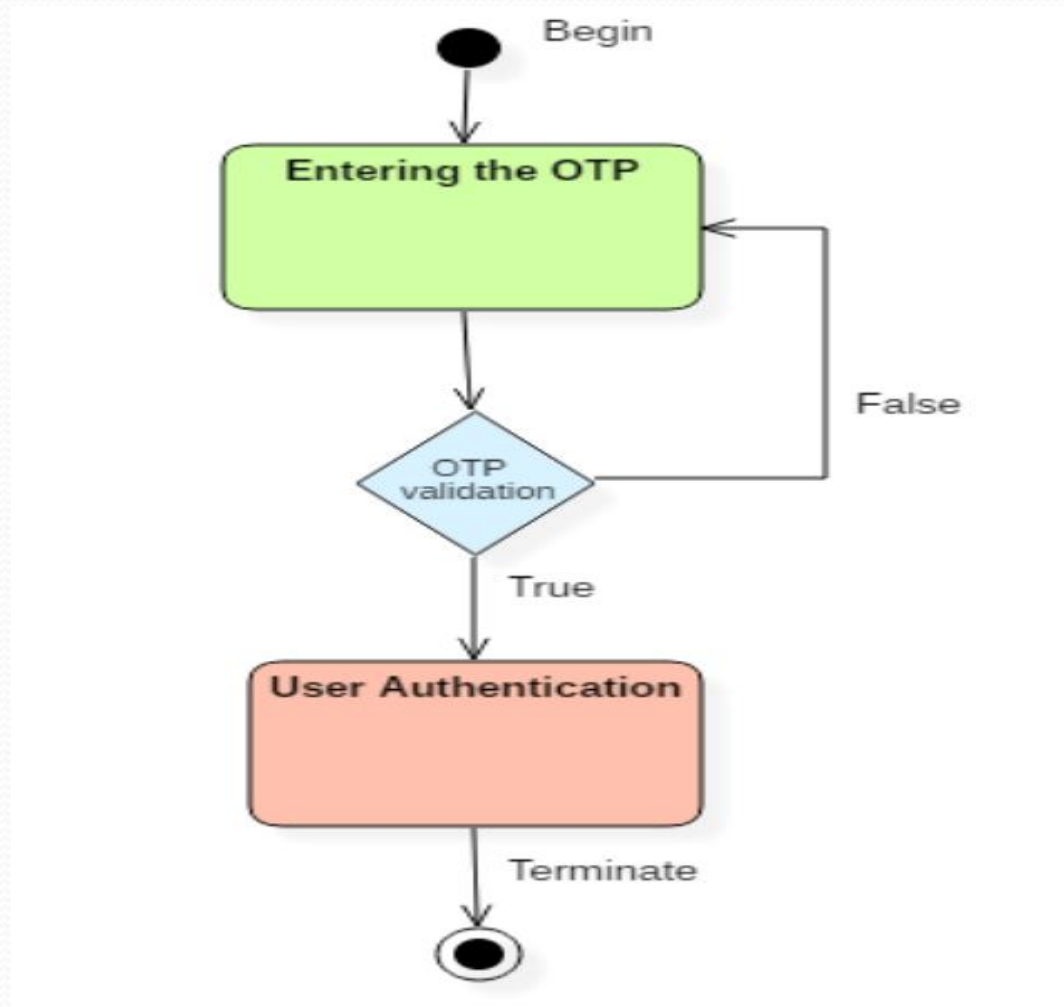 Begin
Entering the OTP
False
OTP
validation
True
User Authentication
Terminate